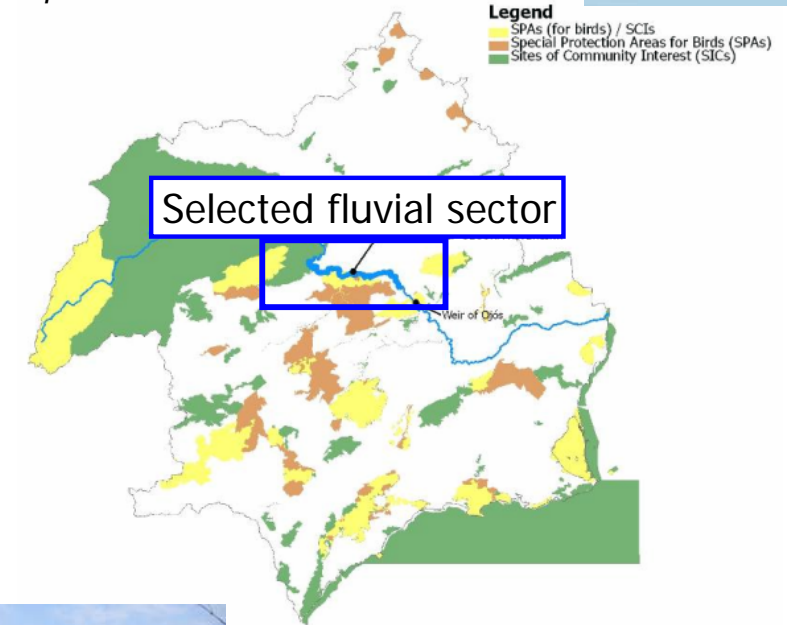 Legend
SPAs (for birds) / SCIs
Special Protection Areas for Birds (SPAs)
Sites of Community Interest (SICs)
Selected fluvial sector
Weir of Ojós